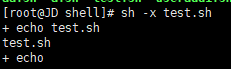 [root@JD shell]# sh -x test.sh
+ echo test.sh
test.sh
+ echo